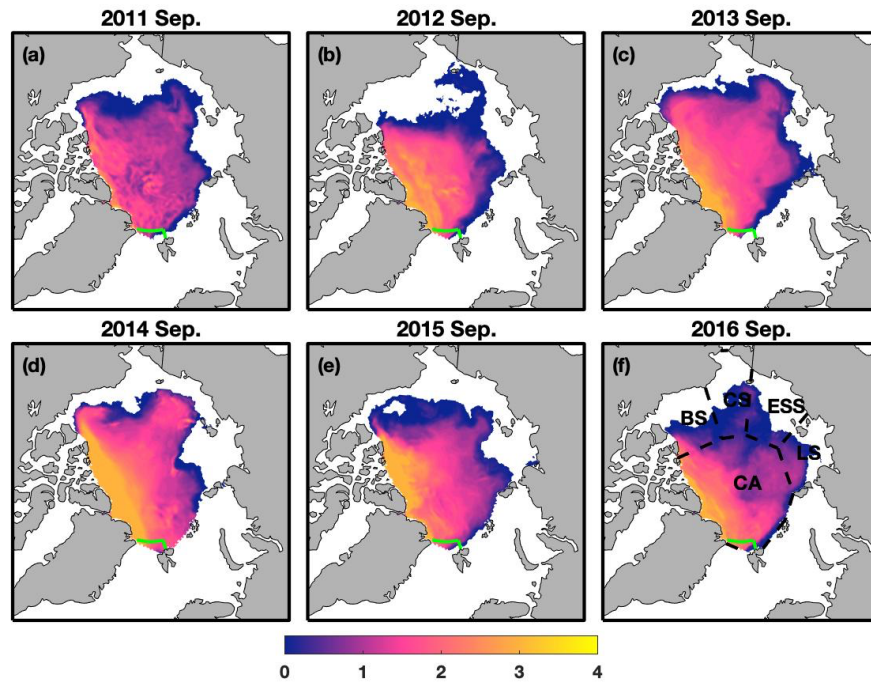 2011 Sep. 2012 Sep. 2013 Sep.
(a) (b) (c)
2014 Sep. 2015 Sep. 2016 Sep.
(d) (e) (f)
CS
BS ESS
LS
CA
0 1 2 3 4